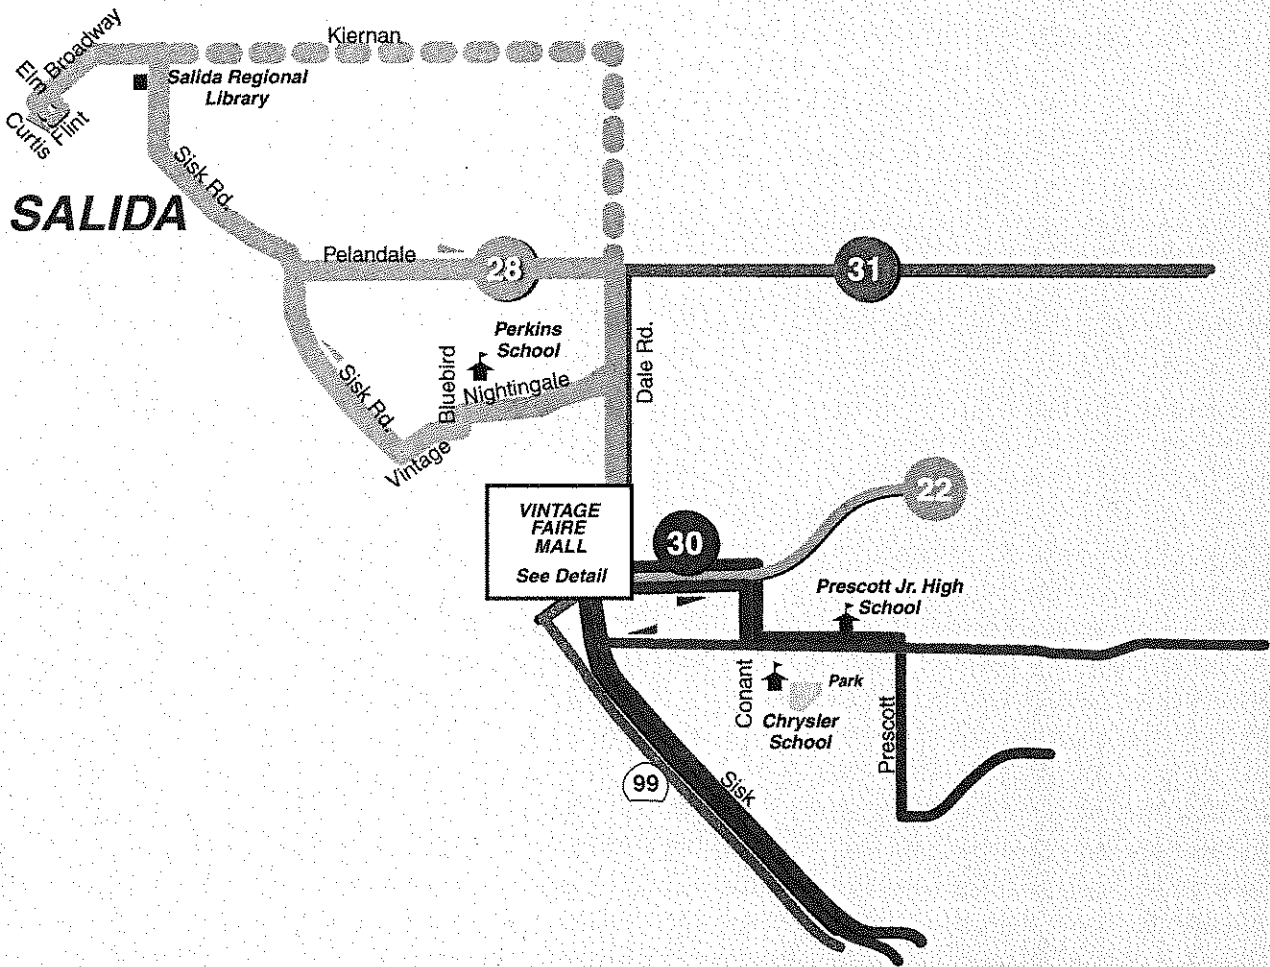 Kiernan
Broadway
Elm
Salida Regional
Library
Flint
Curtis
Sisk Rd.
SALIDA
Pelandale
28
31
Perkins
School
Dale Rd.
Bluebird
Nightingale
Sisk Rd.
Vintage
22
VINTAGE
FAIRE
MALL
See Detail
30
Prescott Jr. High
School
Conant
Park
Chrysler
School
Prescott
99
Sisk